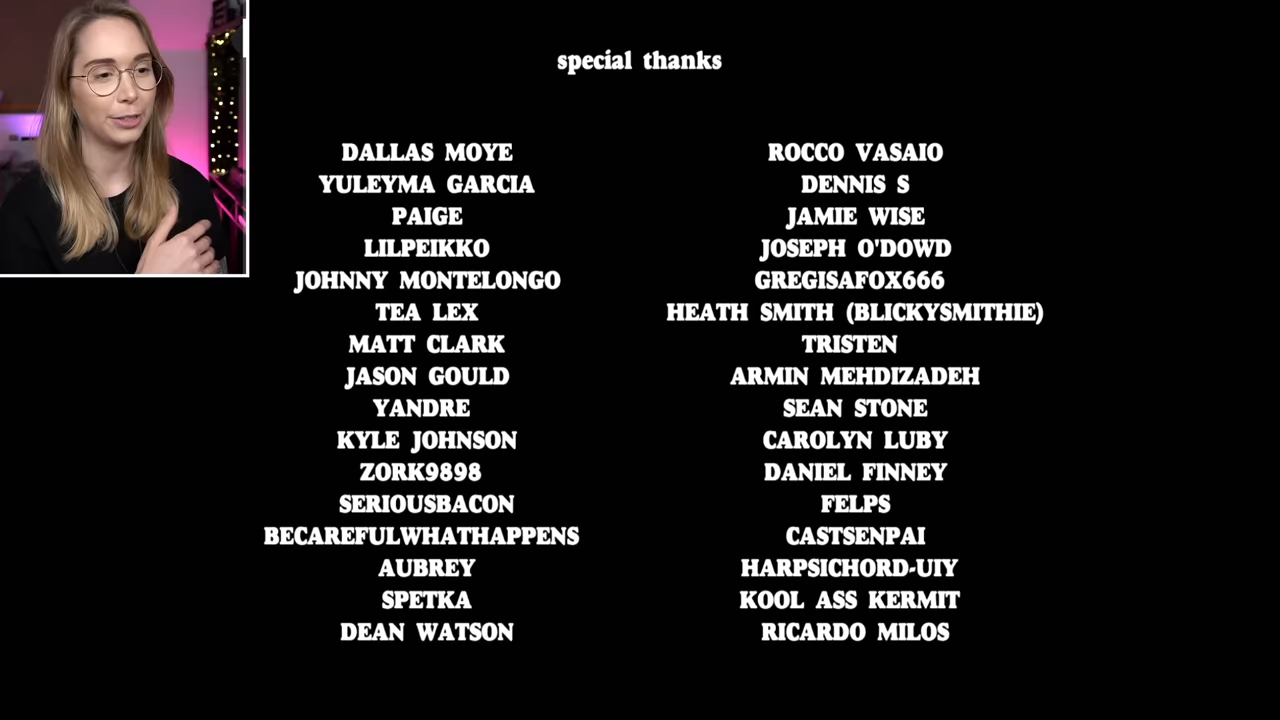 special thanks
DALLAS MOYE
YULEYMA GARCIA
PAIGE
LILPEIKKO
JOHNNY MONTELONGO
TEA LEX
MATT CLARK
JASON GOULD
YANDRE
KYLE JOHNSON
ZORK9898
SERIOUSBACON
BECAREFULWHATHAPPENS
AUBREY
SPETKA
DEAN WATSON
ROCCO VASAIO
DENNIS S
JAMIE WISE
JOSEPH O'DOWD
GREGISAFOX666
HEATH SMITH (BLICKYSMITHIE)
TRISTEN
ARMIN MEHDIZADEH
SEAN STONE
CAROLYN LUBY
DANIEL FINNEY
FELPS
CASTSENPAI
HARPSICHORD-UIY
KOOL ASS KERMIT
RICARDO MILOS